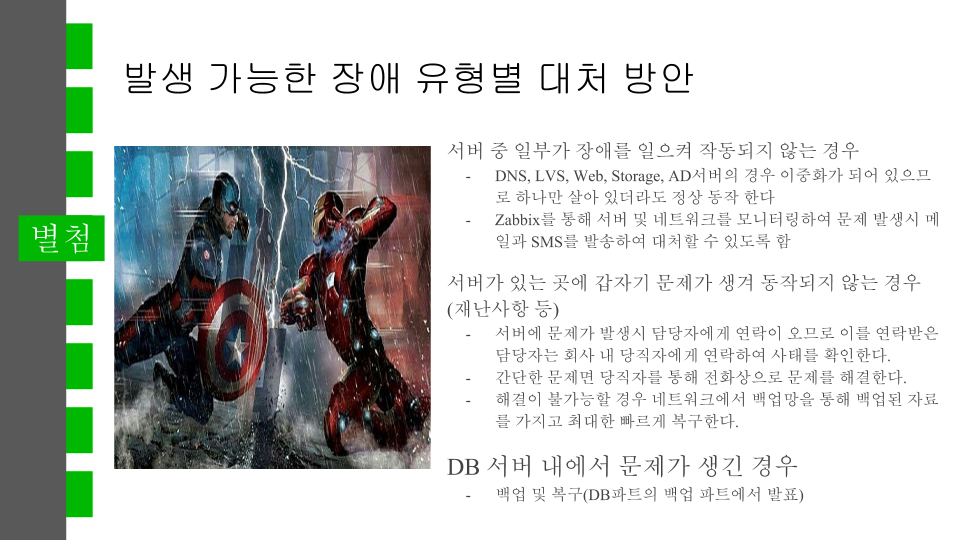 발생 가능한 장애 유형별 대처 방안
별첨
서버 중 일부가 장애를 일으켜 작동되지 않는 경우
- DNS, LVS, Web, Storage, AD서버의 경우 이중화가 되어 있으므
로 하나만 살아 있더라도 정상 동작 한다
- Zabbix를 통해 서버 및 네트워크를 모니터링하여 문제 발생시 메
일과 SMS를 발송하여 대처할 수 있도록 함
서버가 있는 곳에 갑자기 문제가 생겨 동작되지 않는 경우
(재난사항 등)
- 서버에 문제가 발생시 담당자에게 연락이 오므로 이를 연락받은
담당자는 회사 내 당직자에게 연락하여 사태를 확인한다.
- 간단한 문제면 당직자를 통해 전화상으로 문제를 해결한다.
- 해결이 불가능할 경우 네트워크에서 백업망을 통해 백업된 자료
를 가지고 최대한 빠르게 복구한다.
DB 서버 내에서 문제가 생긴 경우
- 백업 및 복구(DB파트의 백업 파트에서 발표)